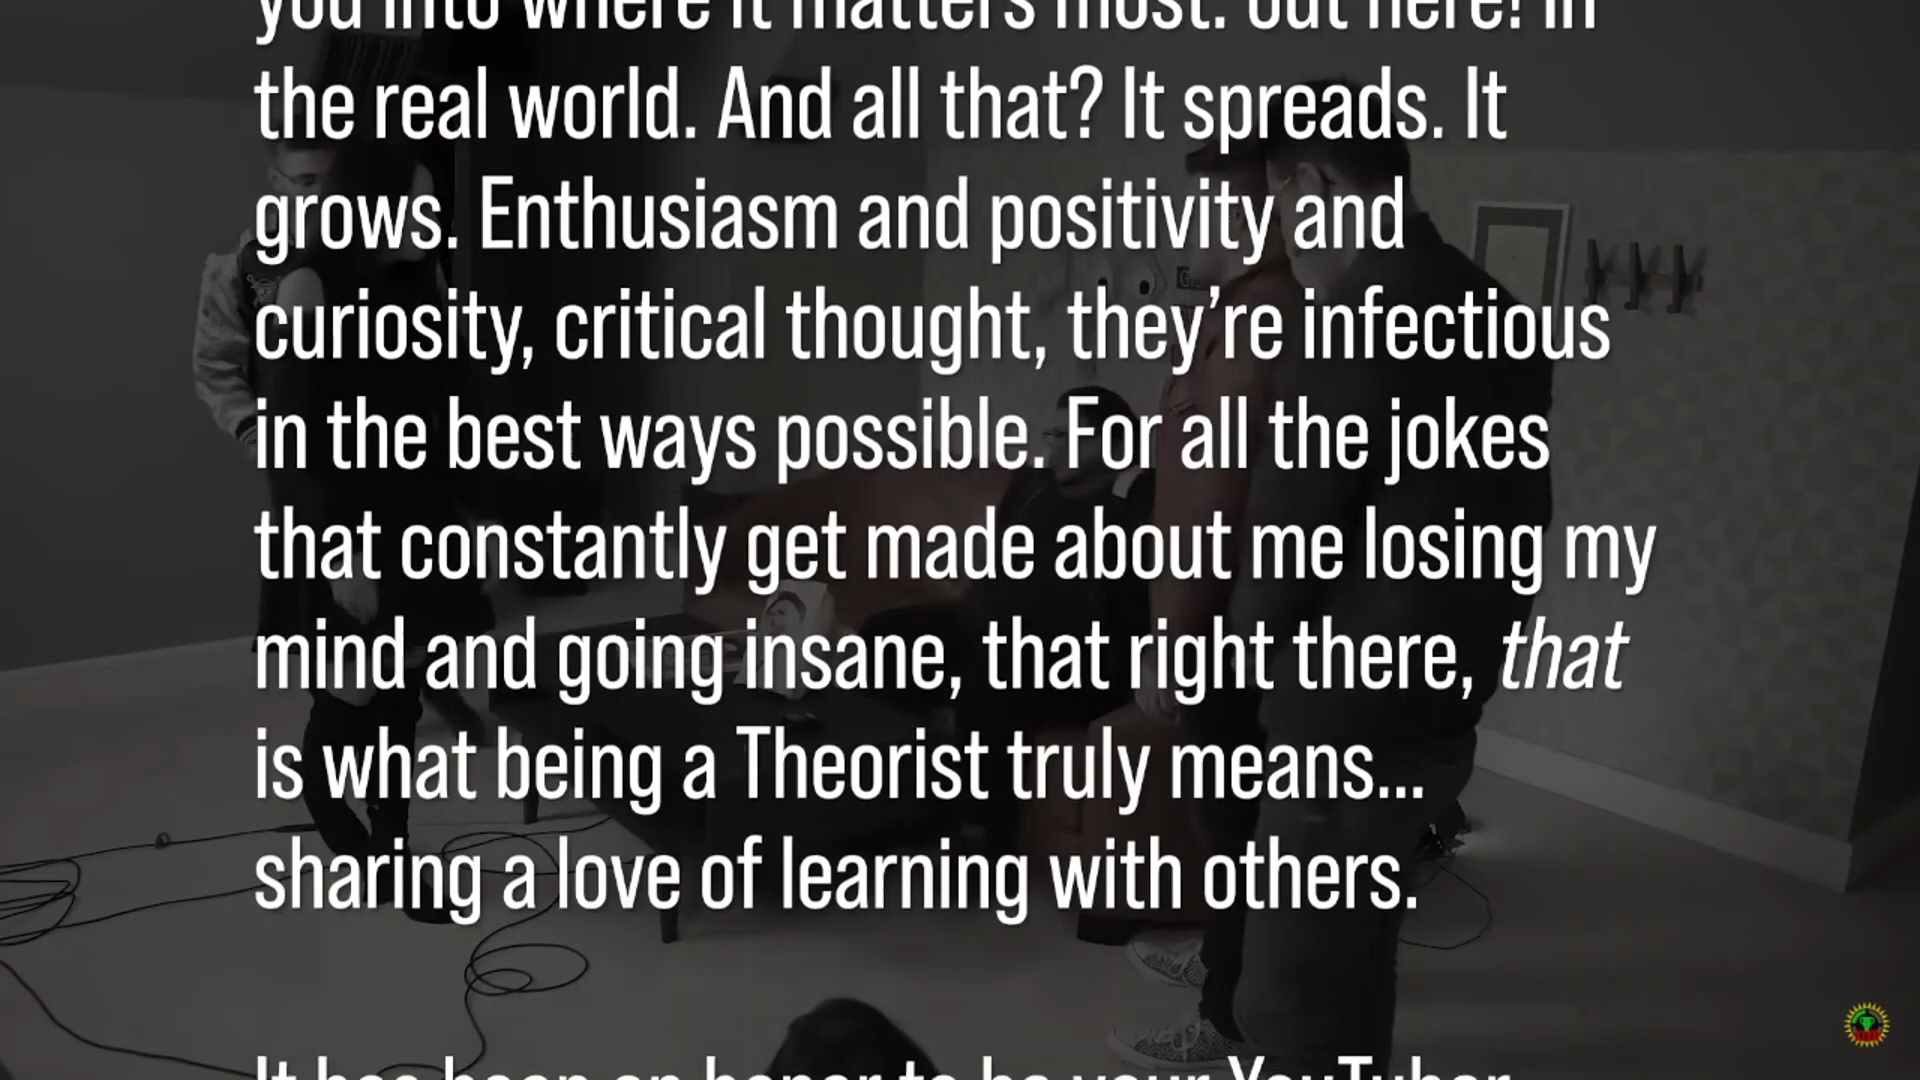 you into where it matters most. Out here! In
the real world. And all that? It spreads. It
grows. Enthusiasm and positivity and
curiosity, critical thought, they’re infectious
in the best ways possible. For all the jokes
that constantly get made about me losing my
mind and going insane, that right there, that
is what being a Theorist truly means...
sharing a love of learning with others.
It has been an honor to be your YouTuber